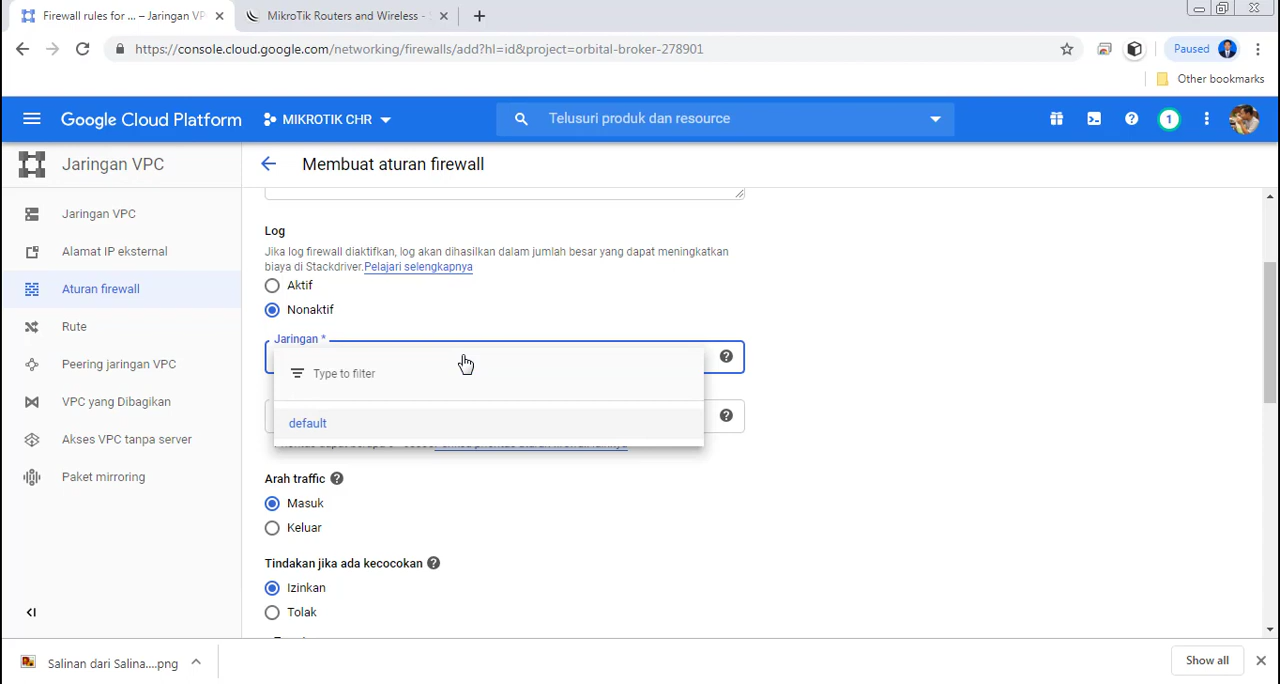 Firewall rules for ... – Jaringan VP
MikroTik Routers and Wireless -
https://console.cloud.google.com/networking/firewalls/add?hl=id&project=orbital-broker-278901
Paused
Other bookmarks
Google Cloud Platform
MIKROTIK CHR
Telusuri produk dan resource
1
Jaringan VPC
Membuat aturan firewall
Jaringan VPC
Alamat IP eksternal
Aturan firewall
Rute
Peering jaringan VPC
VPC yang Dibagikan
Akses VPC tanpa server
Paket mirroring
Log
Jika log firewall diaktifkan, log akan dihasilkan dalam jumlah besar yang dapat meningkatkan
biaya di Stackdriver.Pelajari selengkapnya
Aktif
Nonaktif
Jaringan *
Type to filter
default
Arah traffic
Masuk
Keluar
Tindakan jika ada kecocokan
Izinkan
Tolak
Salinan dari Salina....png
Show all